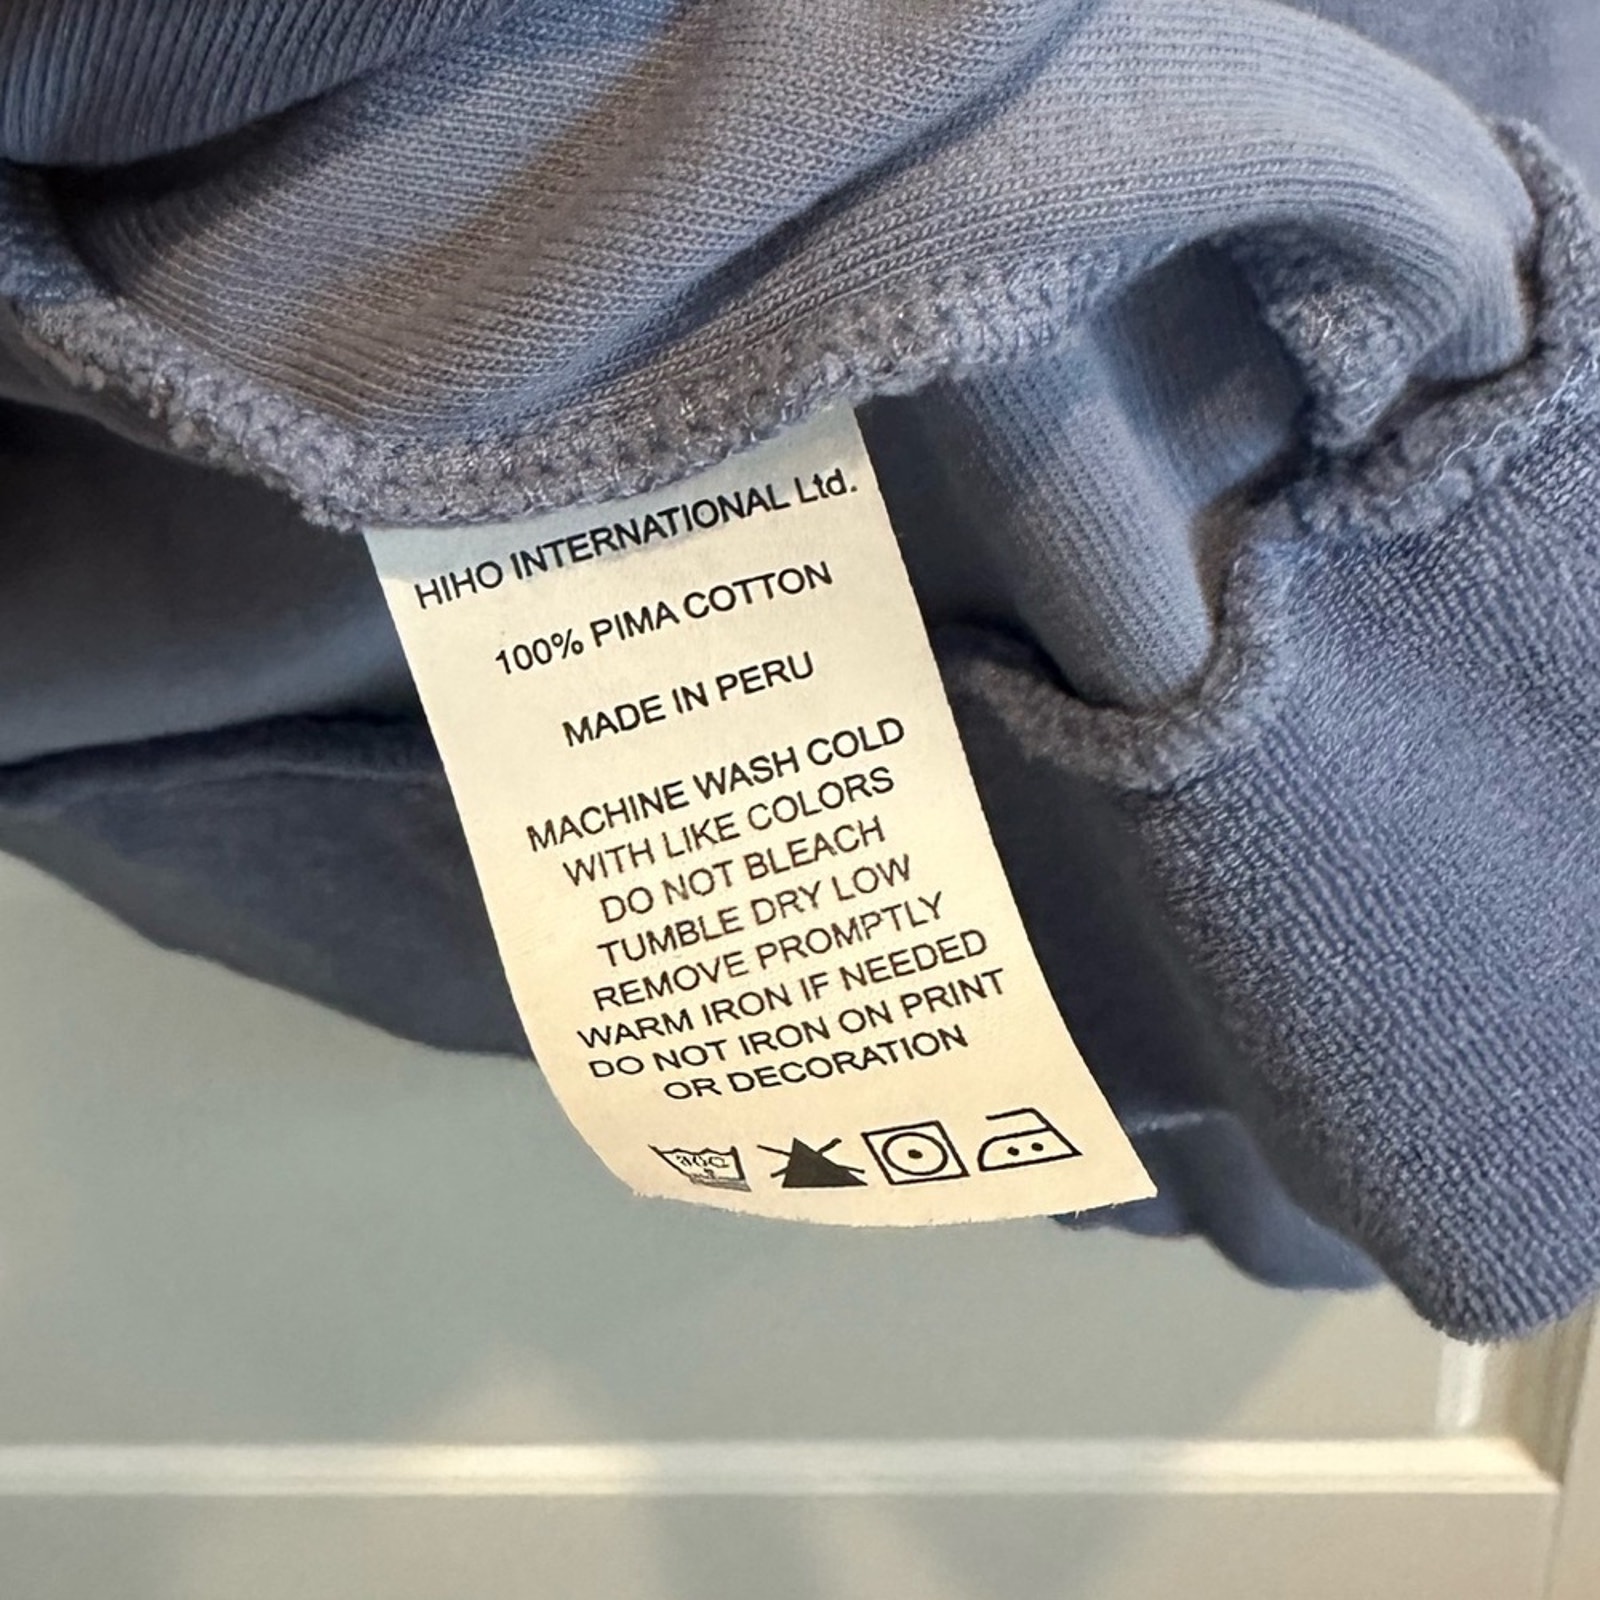 HIHO INTERNATIONAL Ltd.
100% PIMA COTTON
MADE IN PERU
MACHINE WASH COLD
WITH LIKE COLORS
DO NOT BLEACH
TUMBLE DRY LOW
REMOVE PROMPTLY
WARM IRON IF NEEDED
DO NOT IRON ON PRINT
OR DECORATION